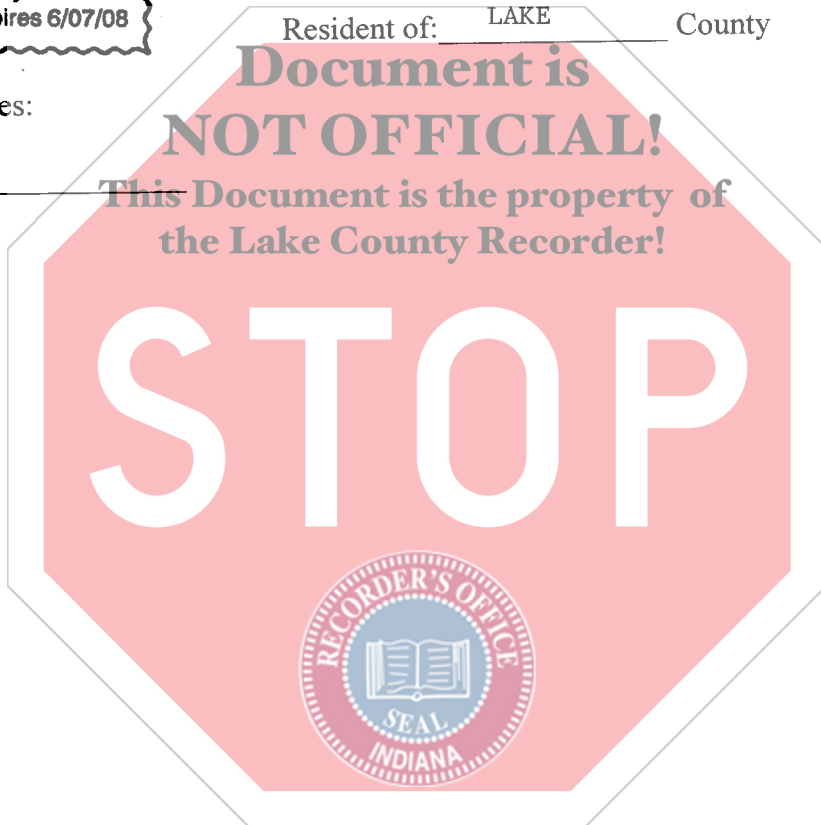 ires 6/07/08
Resident of: LAKE County
Document is
es:
NOT OFFICIAL!
This Document is the property of
the Lake County Recorder!
STOP
RECORDER'S OFFICE
SEAL
INDIANA